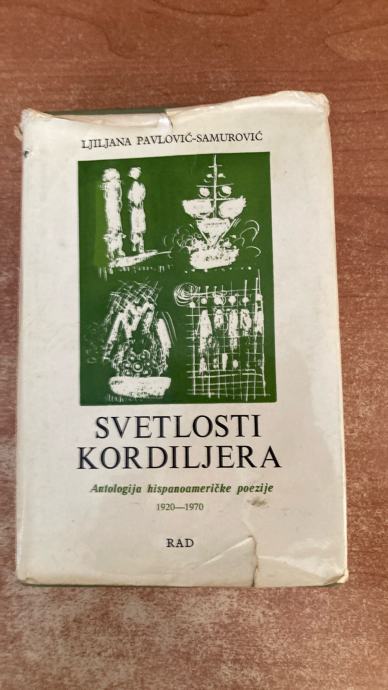 LJILJANA PAVLOVIĆ-SAMUROVIĆ
SVETLOSTI
KORDILJERA
Antologija hispanoameričke poezije
1920—1970
RAD